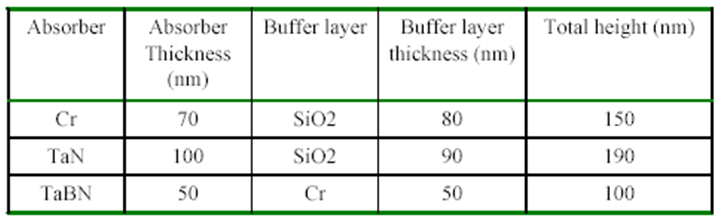 Absorber Absorber Thickness (nm) Buffer layer Buffer layer thickness (nm) Total height (nm)
Cr 70 SiO2 80 150
TaN 100 SiO2 90 190
TaBN 50 Cr 50 100